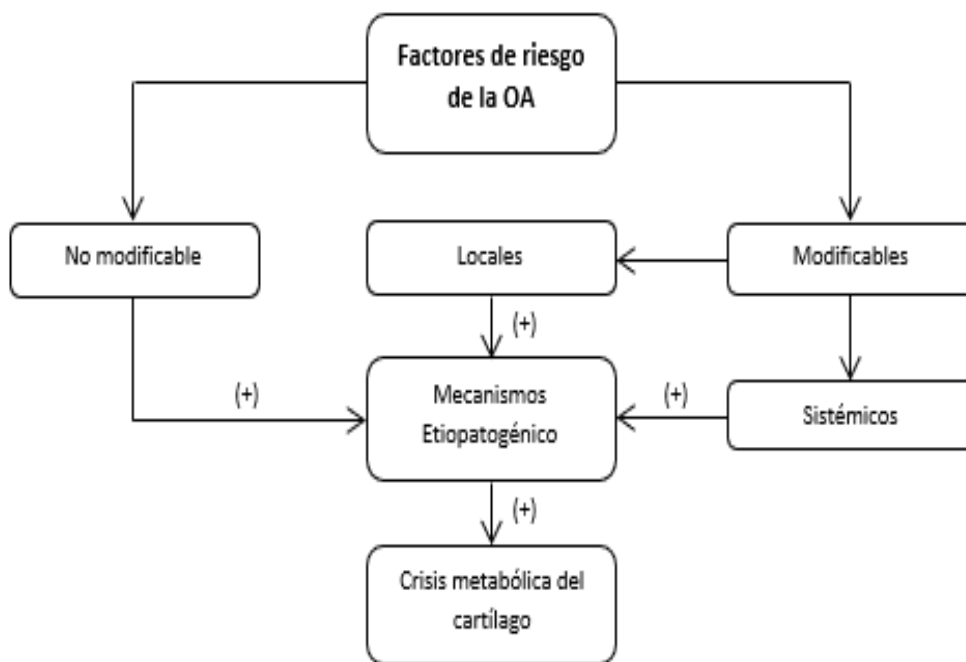 Factores de riesgo
de la OA
No modificable
Locales
Modificables
(+)
Mecanismos
Etiopatogénico
(+)
(+)
Sistémicos
(+)
Crisis metabólica del
cartílago